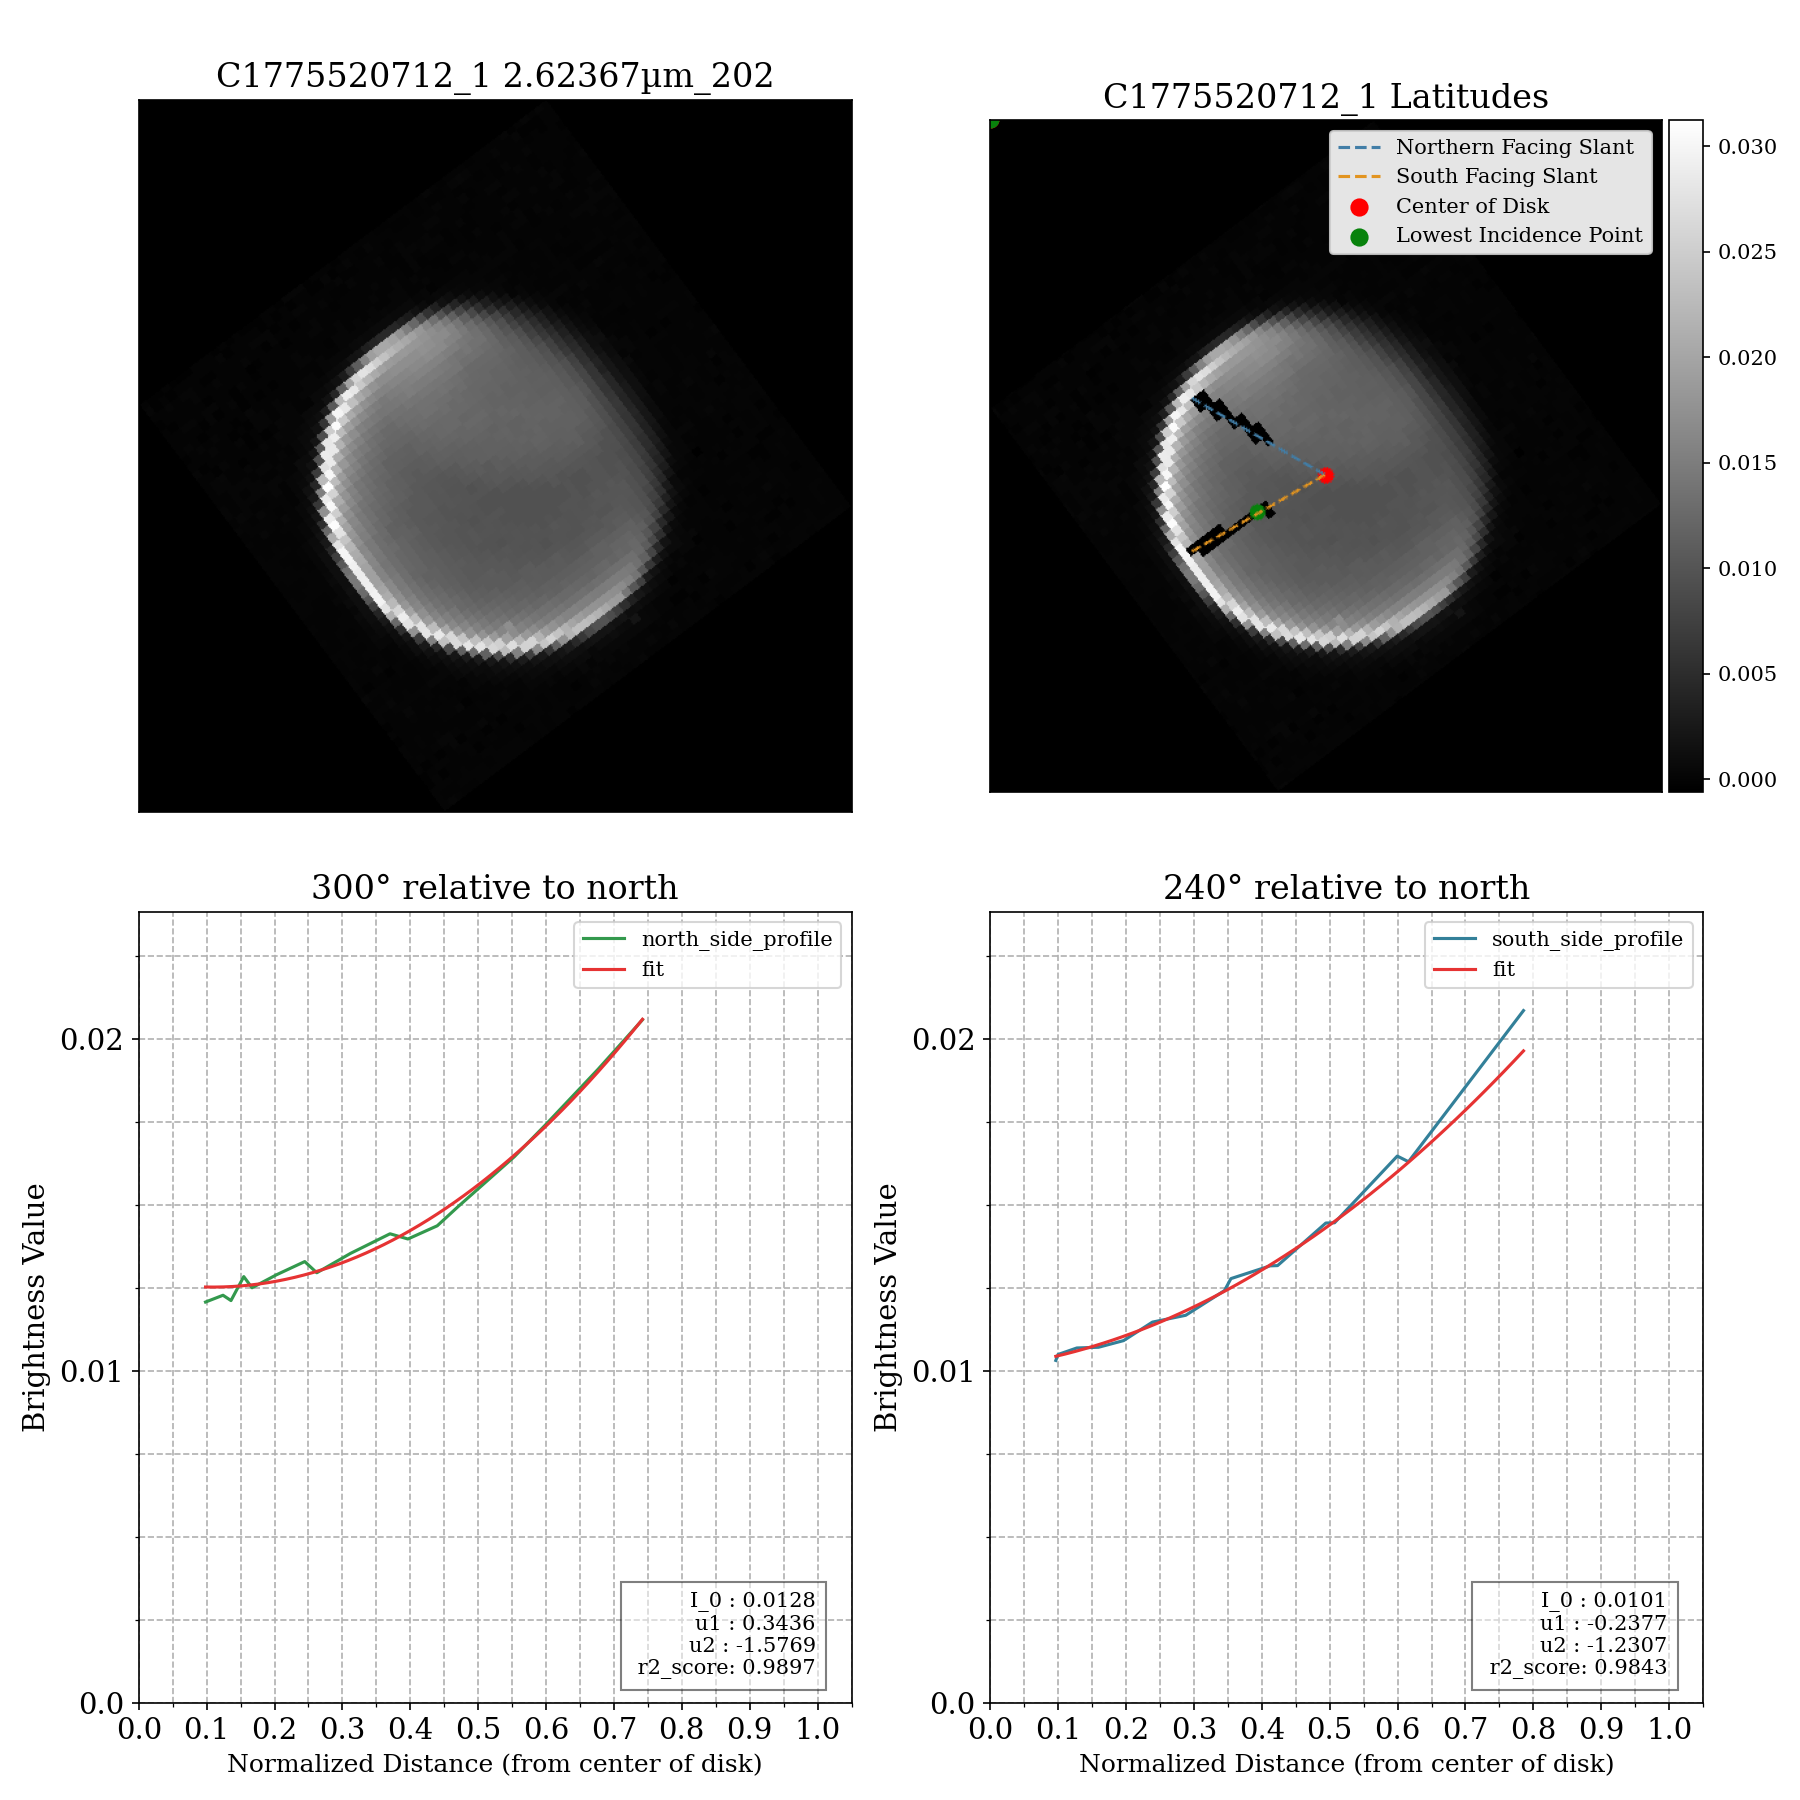 C1775520712_1 2.62367µm_202
C1775520712_1 Latitudes
Northern Facing Slant
South Facing Slant
Center of Disk
Lowest Incidence Point
0.030
0.025
0.020
0.015
0.010
0.005
0.000
300° relative to north
north_side_profile
fit
0.02
0.01
0.0
Brightness Value
I_0 : 0.0128
u1 : 0.3436
u2 : -1.5769
r2_score: 0.9897
0.0 0.1 0.2 0.3 0.4 0.5 0.6 0.7 0.8 0.9 1.0
Normalized Distance (from center of disk)
240° relative to north
south_side_profile
fit
0.02
0.01
0.0
Brightness Value
I_0 : 0.0101
u1 : -0.2377
u2 : -1.2307
r2_score: 0.9843
0.0 0.1 0.2 0.3 0.4 0.5 0.6 0.7 0.8 0.9 1.0
Normalized Distance (from center of disk)